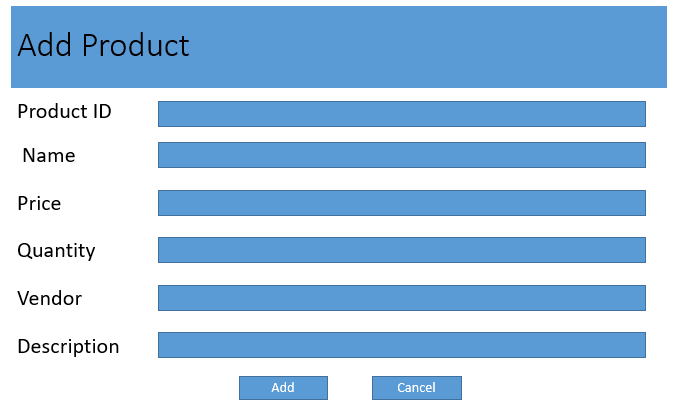 Add Product
Product ID
Name
Price
Quantity
Vendor
Description
Add Cancel